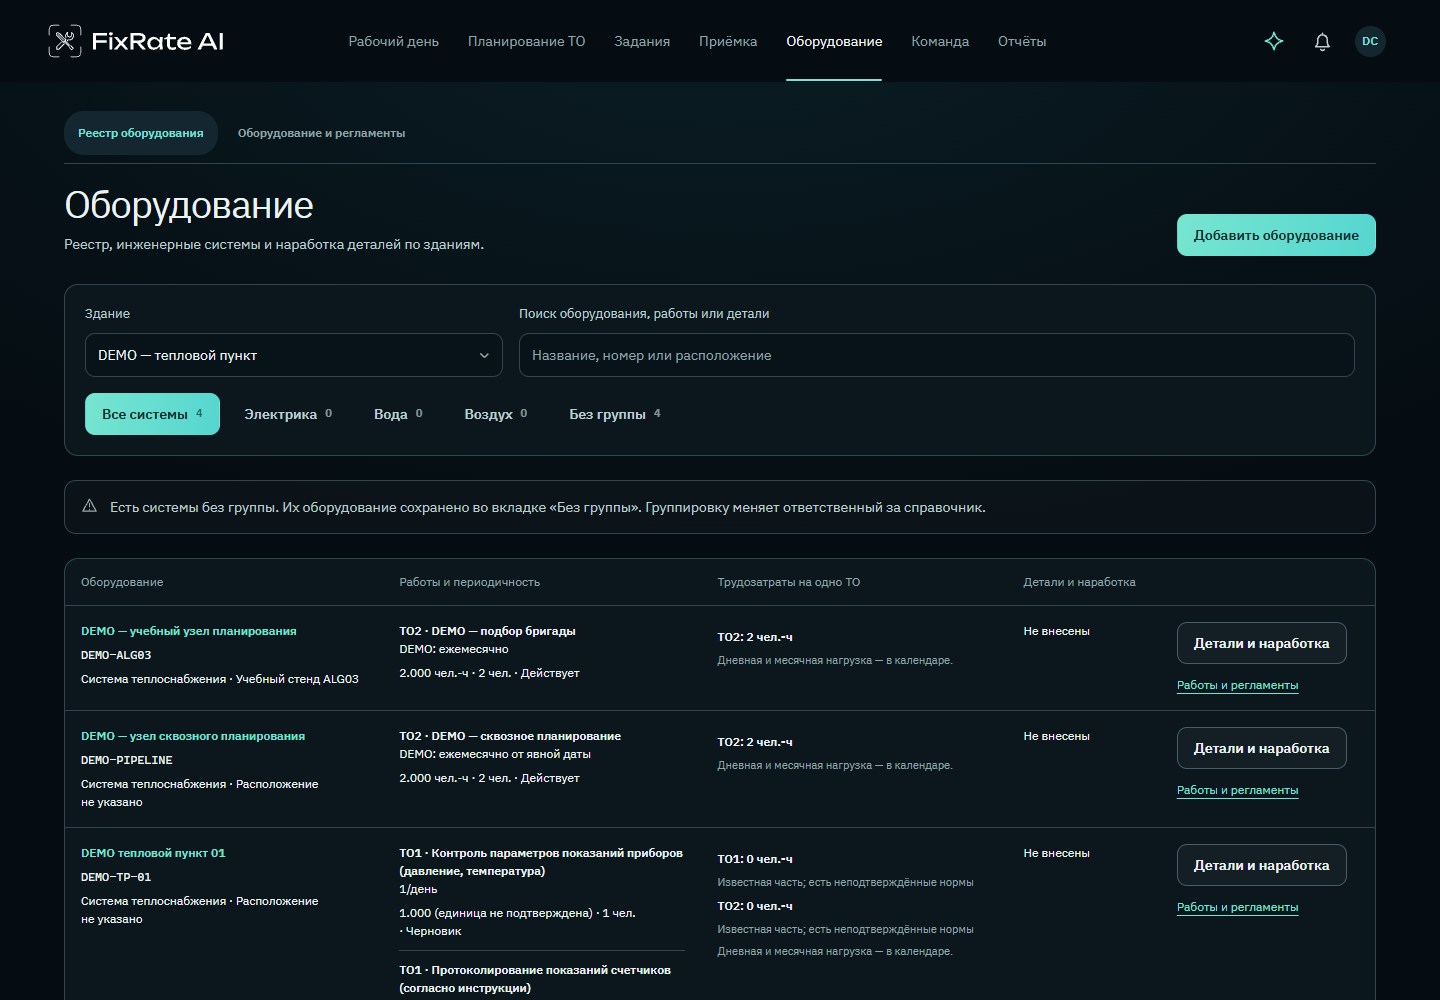 FixRate AI
Рабочий день
Планирование ТО
Задания
Приёмка
Оборудование
Команда
Отчёты
DC
Реестр оборудования
Оборудование и регламенты
Оборудование
Реестр, инженерные системы и наработка деталей по зданиям.
Добавить оборудование
Здание
Поиск оборудования, работы или детали
DEMO — тепловой пункт
Название, номер или расположение
Все системы 4
Электрика 0
Вода 0
Воздух 0
Без группы 4
Есть системы без группы. Их оборудование сохранено во вкладке «Без группы». Группировку меняет ответственный за справочник.
Оборудование
Работы и периодичность
Трудозатраты на одно ТО
Детали и наработка
DEMO — учебный узел планирования
DEMO-ALG03
Система теплоснабжения · Учебный стенд ALG03
ТО2 · DEMO — подбор бригады
DEMO: ежемесячно
2.000 чел.-ч · 2 чел. · Действует
ТО2: 2 чел.-ч
Дневная и месячная нагрузка — в календаре.
Не внесены
Детали и наработка
Работы и регламенты
DEMO — узел сквозного планирования
DEMO-PIPELINE
Система теплоснабжения · Расположение
не указано
ТО2 · DEMO — сквозное планирование
DEMO: ежемесячно от явной даты
2.000 чел.-ч · 2 чел. · Действует
ТО2: 2 чел.-ч
Дневная и месячная нагрузка — в календаре.
Не внесены
Детали и наработка
Работы и регламенты
DEMO тепловой пункт 01
DEMO-TP-01
Система теплоснабжения · Расположение
не указано
ТО1 · Контроль параметров показаний приборов
(давление, температура)
1/день
1.000 (единица не подтверждена) · 1 чел.
· Черновик
ТО1 · Протоколирование показаний счетчиков
(согласно инструкции)
ТО1: 0 чел.-ч
Известная часть; есть неподтверждённые нормы
ТО2: 0 чел.-ч
Известная часть; есть неподтверждённые нормы
Дневная и месячная нагрузка — в календаре.
Не внесены
Детали и наработка
Работы и регламенты